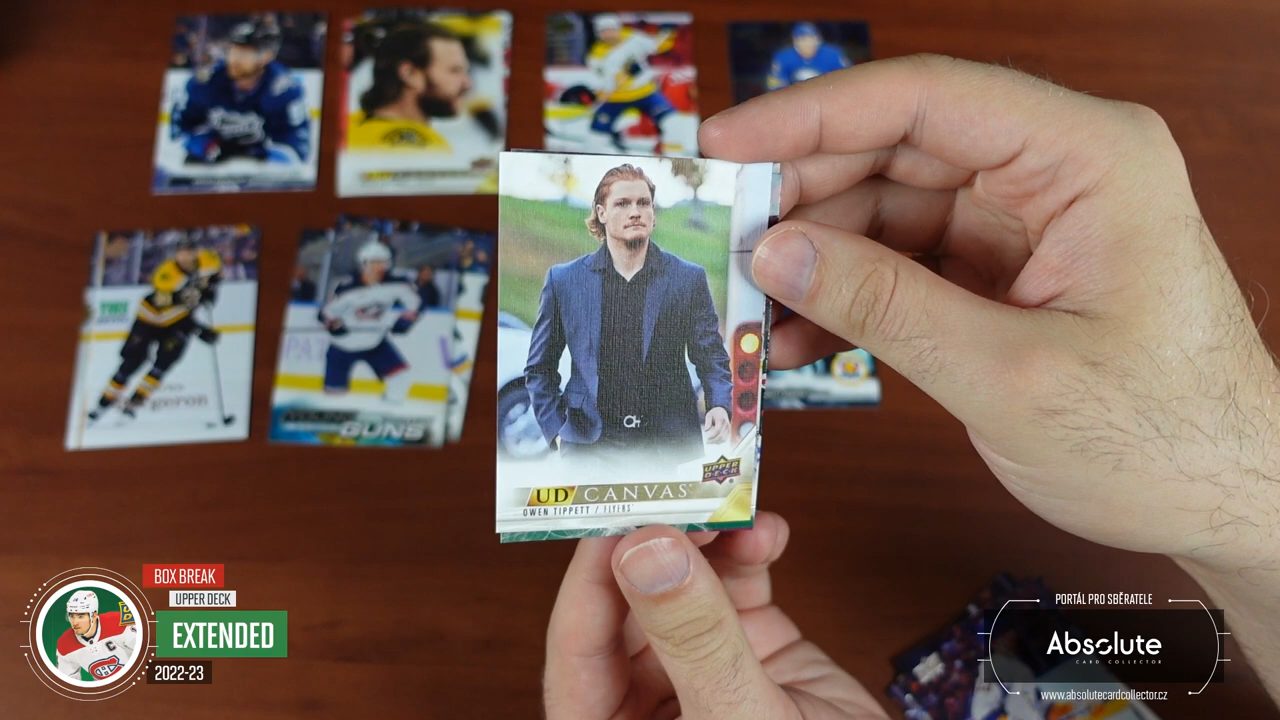 YOUNG
GUNS
UPPER
DECK
UD CANVAS
OWEN TIPPETT / FLYERS
BOX BREAK
UPPER DECK
EXTENDED
2022-23
PORTÁL PRO SBĚRATELE
Absolute
CARD COLLECTOR
www.absolutecardcollector.cz